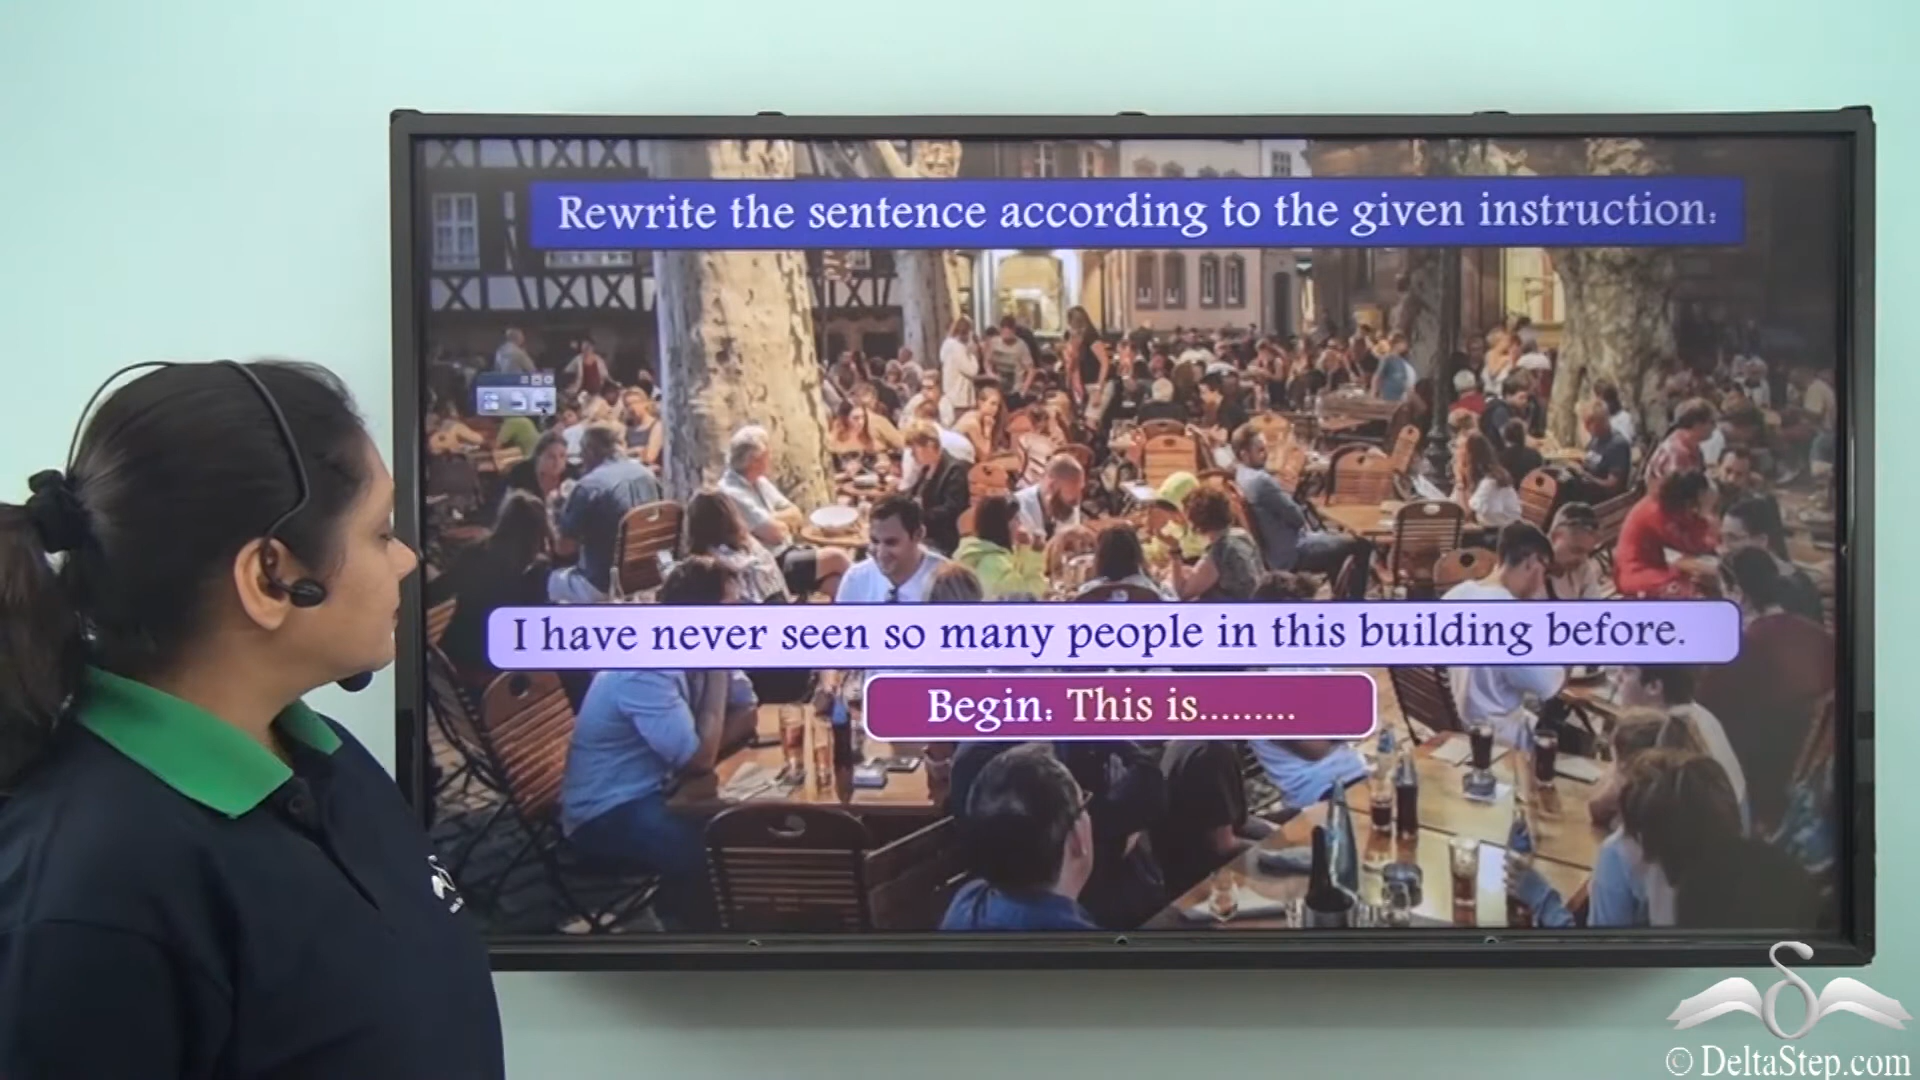 Rewrite the sentence according to the given instruction:
I have never seen so many people in this building before.
Begin: This is.........
© DeltaStep.com